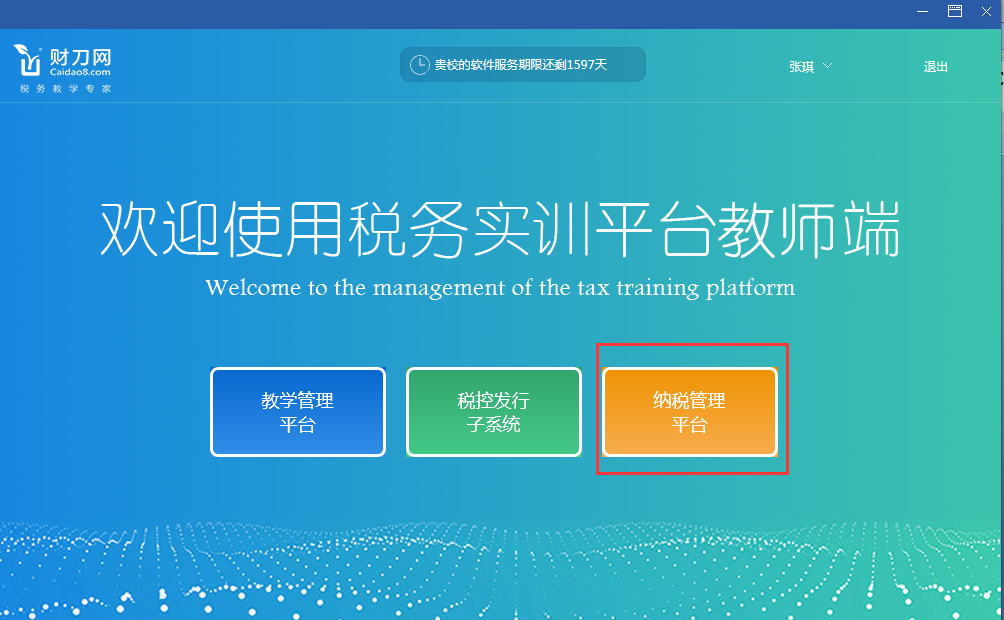 财刀网
Caidao8.com
税务教学专家
贵校的软件服务期限还剩1597天
张琪
退出
欢迎使用税务实训平台教师端
Welcome to the management of the tax training platform
教学管理
平台
税控发行
子系统
纳税管理
平台